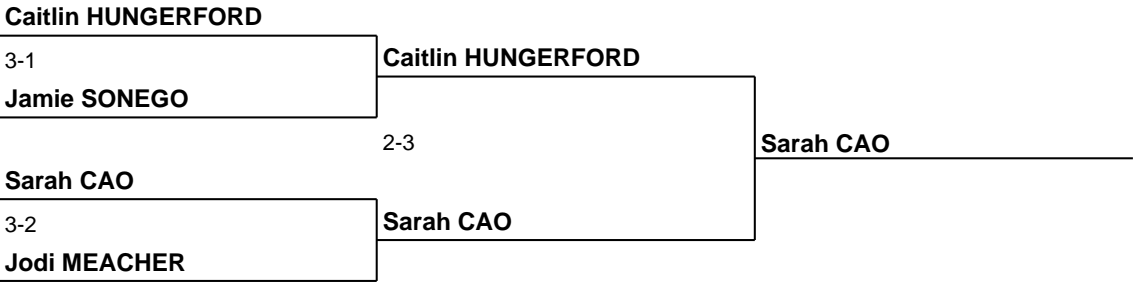 Caitlin HUNGERFORD
3-1
Caitlin HUNGERFORD
Jamie SONEGO
2-3
Sarah CAO
Sarah CAO
3-2
Sarah CAO
Jodi MEACHER